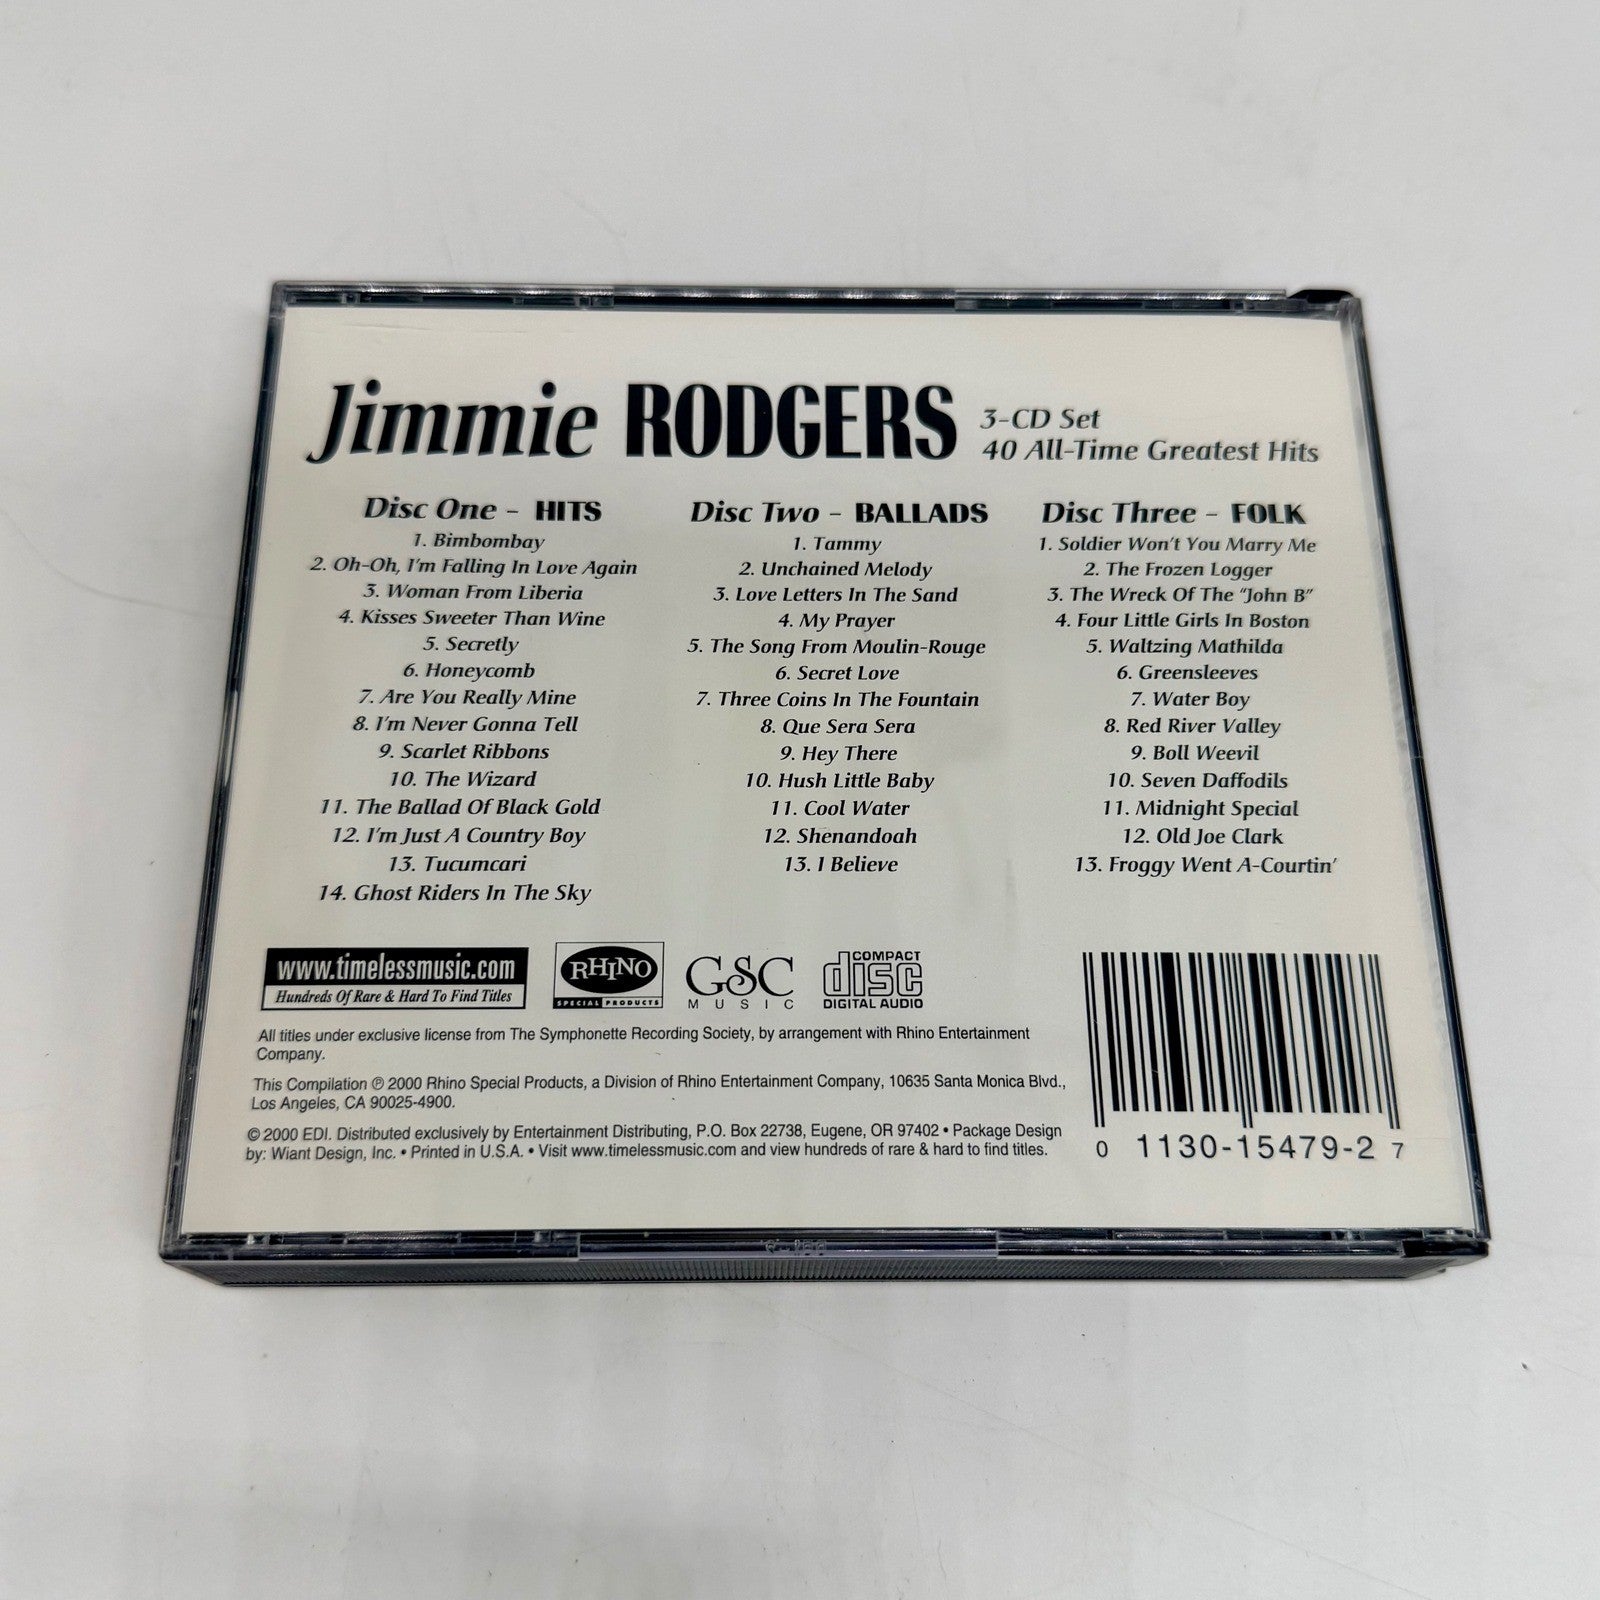 Jimmie RODGERS
3-CD Set
40 All-Time Greatest Hits
Disc One - HITS
1. Bimbombay
2. Oh-Oh, I'm Falling In Love Again
3. Woman From Liberia
4. Kisses Sweeter Than Wine
5. Secretly
6. Honeycomb
7. Are You Really Mine
8. I'm Never Gonna Tell
9. Scarlet Ribbons
10. The Wizard
11. The Ballad Of Black Gold
12. I'm Just A Country Boy
13. Tucumcari
14. Ghost Riders In The Sky
Disc Two - BALLADS
1. Tammy
2. Unchained Melody
3. Love Letters In The Sand
4. My Prayer
5. The Song From Moulin-Rouge
6. Secret Love
7. Three Coins In The Fountain
8. Que Sera Sera
9. Hey There
10. Hush Little Baby
11. Cool Water
12. Shenandoah
13. I Believe
Disc Three - FOLK
1. Soldier Won't You Marry Me
2. The Frozen Logger
3. The Wreck Of The "John B"
4. Four Little Girls In Boston
5. Waltzing Mathilda
6. Greensleeves
7. Water Boy
8. Red River Valley
9. Boll Weevil
10. Seven Daffodils
11. Midnight Special
12. Old Joe Clark
13. Froggy Went A-Courtin'
www.timelessmusic.com
Hundreds Of Rare & Hard To Find Titles
RHINO
SPECIAL PRODUCTS
GSC
MUSIC
COMPACT
disc
DIGITAL AUDIO
All titles under exclusive license from The Symphonette Recording Society, by arrangement with Rhino Entertainment
Company.
This Compilation ℗ 2000 Rhino Special Products, a Division of Rhino Entertainment Company, 10635 Santa Monica Blvd.,
Los Angeles, CA 90025-4900.
© 2000 EDI. Distributed exclusively by Entertainment Distributing, P.O. Box 22738, Eugene, OR 97402 • Package Design
by: Wiant Design, Inc. • Printed in U.S.A. • Visit www.timelessmusic.com and view hundreds of rare & hard to find titles.
0 1130-15479-2 7